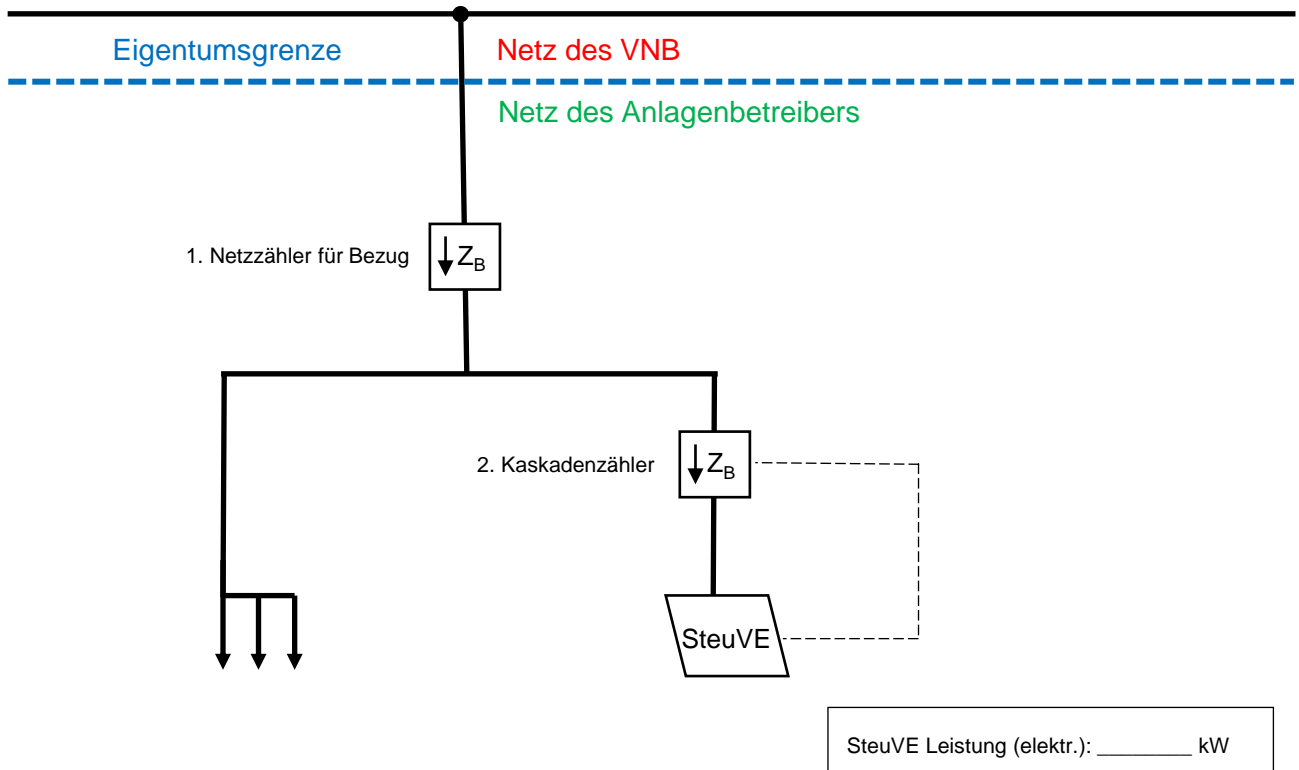 Eigentumsgrenze
Netz des VNB
Netz des Anlagenbetreibers
1. Netzzähler für Bezug
Z_B
2. Kaskadenzähler
Z_B
SteuVE
SteuVE Leistung (elektr.): ________ kW